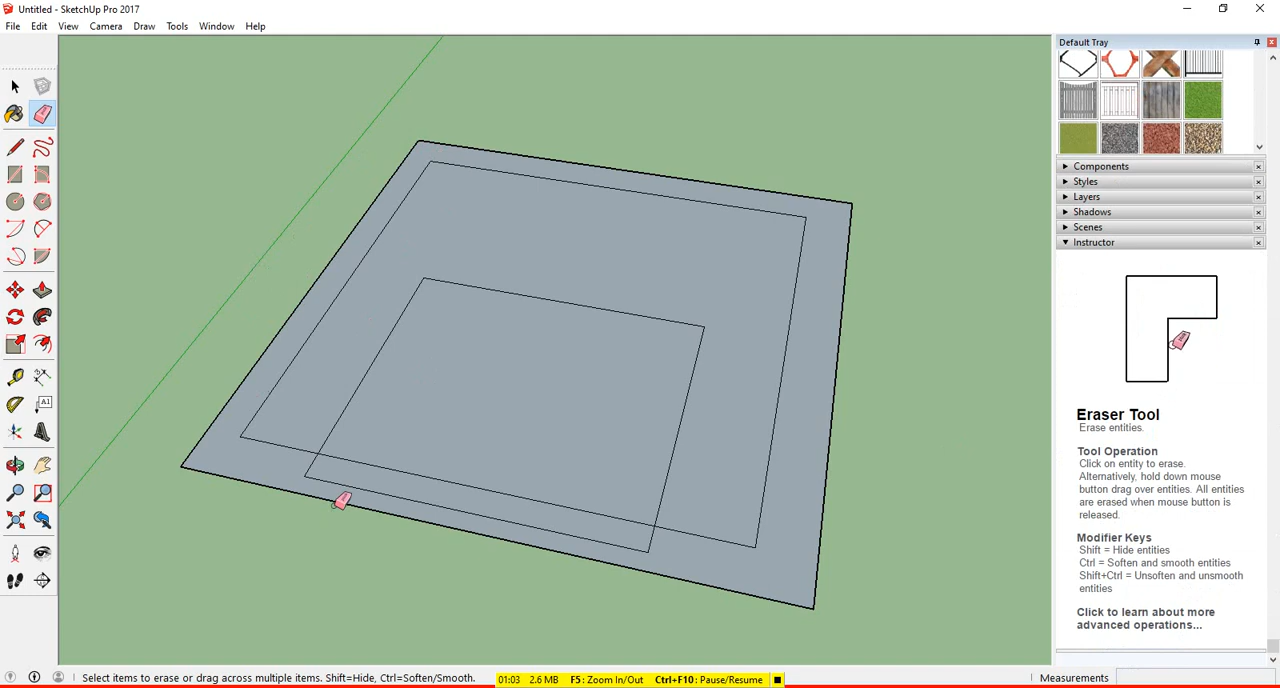 Untitled - SketchUp Pro 2017
File Edit View Camera Draw Tools Window Help
Default Tray
Components
Styles
Layers
Shadows
Scenes
Instructor
A1
Eraser Tool
Erase entities.
Tool Operation
Click on entity to erase.
Alternatively, hold down mouse
button drag over entities. All entities
are erased when mouse button is
released.
Modifier Keys
Shift = Hide entities
Ctrl = Soften and smooth entities
Shift+Ctrl = Unsoften and unsmooth
entities
Click to learn about more
advanced operations...
Select items to erase or drag across multiple items. Shift=Hide, Ctrl=Soften/Smooth.
01:03 2.6 MB F5: Zoom In/Out Ctrl+F10: Pause/Resume
Measurements